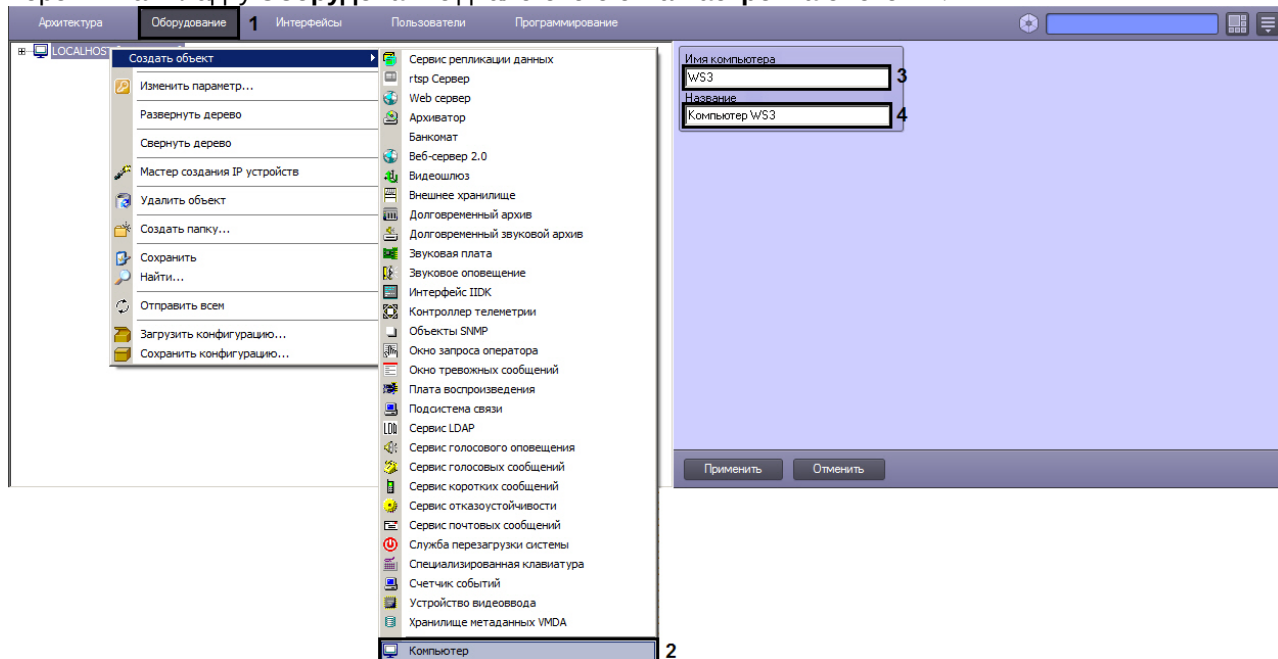 Архитектура Оборудование 1 Интерфейсы Пользователи Программирование
LOCALHOST
Создать объект
Изменить параметр...
Развернуть дерево
Свернуть дерево
Мастер создания IP устройств
Удалить объект
Создать папку...
Сохранить
Найти...
Отправить всем
Загрузить конфигурацию...
Сохранить конфигурацию...
Сервис репликации данных
rtsp Сервер
Web сервер
Архиватор
Банкомат
Веб-сервер 2.0
Видеошлюз
Внешнее хранилище
Долговременный архив
Долговременный звуковой архив
Звуковая плата
Звуковое оповещение
Интерфейс IIDK
Контроллер телеметрии
Объекты SNMP
Окно запроса оператора
Окно тревожных сообщений
Плата воспроизведения
Подсистема связи
Сервис LDAP
Сервис голосового оповещения
Сервис голосовых сообщений
Сервис коротких сообщений
Сервис отказоустойчивости
Сервис почтовых сообщений
Служба перезагрузки системы
Специализированная клавиатура
Счетчик событий
Устройство видеоввода
Хранилище метаданных VMDA
Компьютер 2
Имя компьютера
WS3 3
Название
Компьютер WS3 4
Применить Отменить